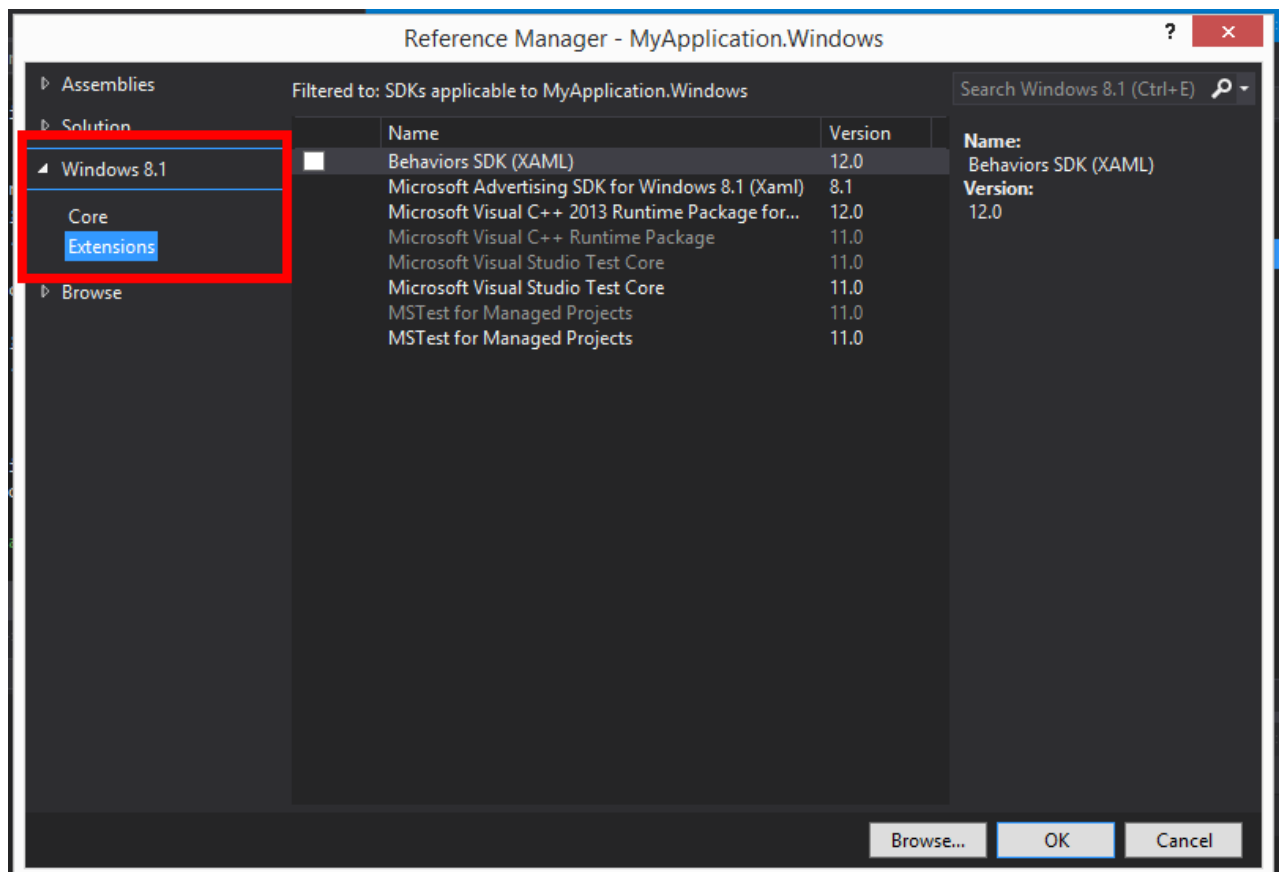 Reference Manager - MyApplication.Windows
?
Assemblies
Filtered to: SDKs applicable to MyApplication.Windows
Search Windows 8.1 (Ctrl+E)
Solution
Windows 8.1
Core
Extensions
Browse
Name Version
Behaviors SDK (XAML) 12.0
Microsoft Advertising SDK for Windows 8.1 (Xaml) 8.1
Microsoft Visual C++ 2013 Runtime Package for... 12.0
Microsoft Visual C++ Runtime Package 11.0
Microsoft Visual Studio Test Core 11.0
Microsoft Visual Studio Test Core 11.0
MSTest for Managed Projects 11.0
MSTest for Managed Projects 11.0
Name:
Behaviors SDK (XAML)
Version:
12.0
Browse... OK Cancel